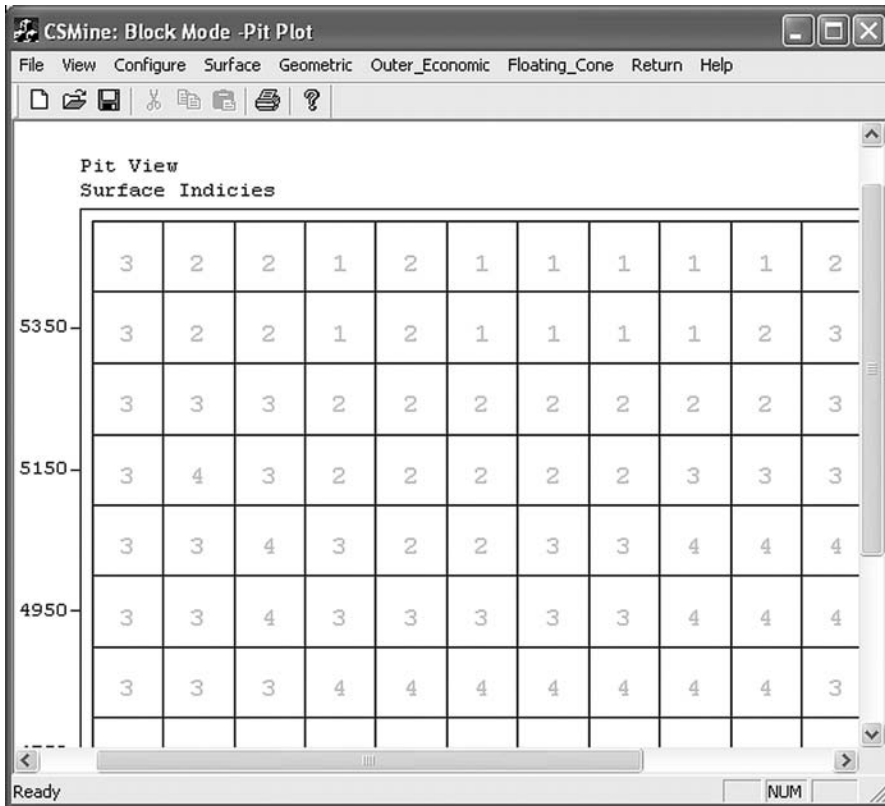 CSMine: Block Mode -Pit Plot
File View Configure Surface Geometric Outer_Economic Floating_Cone Return Help
Pit View
Surface Indicies
3 2 2 1 2 1 1 1 1 1 2
5350 3 2 2 1 2 1 1 1 1 2 3
3 3 3 2 2 2 2 2 2 2 3
5150 3 4 3 2 2 2 2 2 3 3 3
3 3 4 3 2 2 3 3 4 4 4
4950 3 3 4 3 3 3 3 3 4 4 4
3 3 3 4 4 4 4 4 4 4 3
Ready NUM